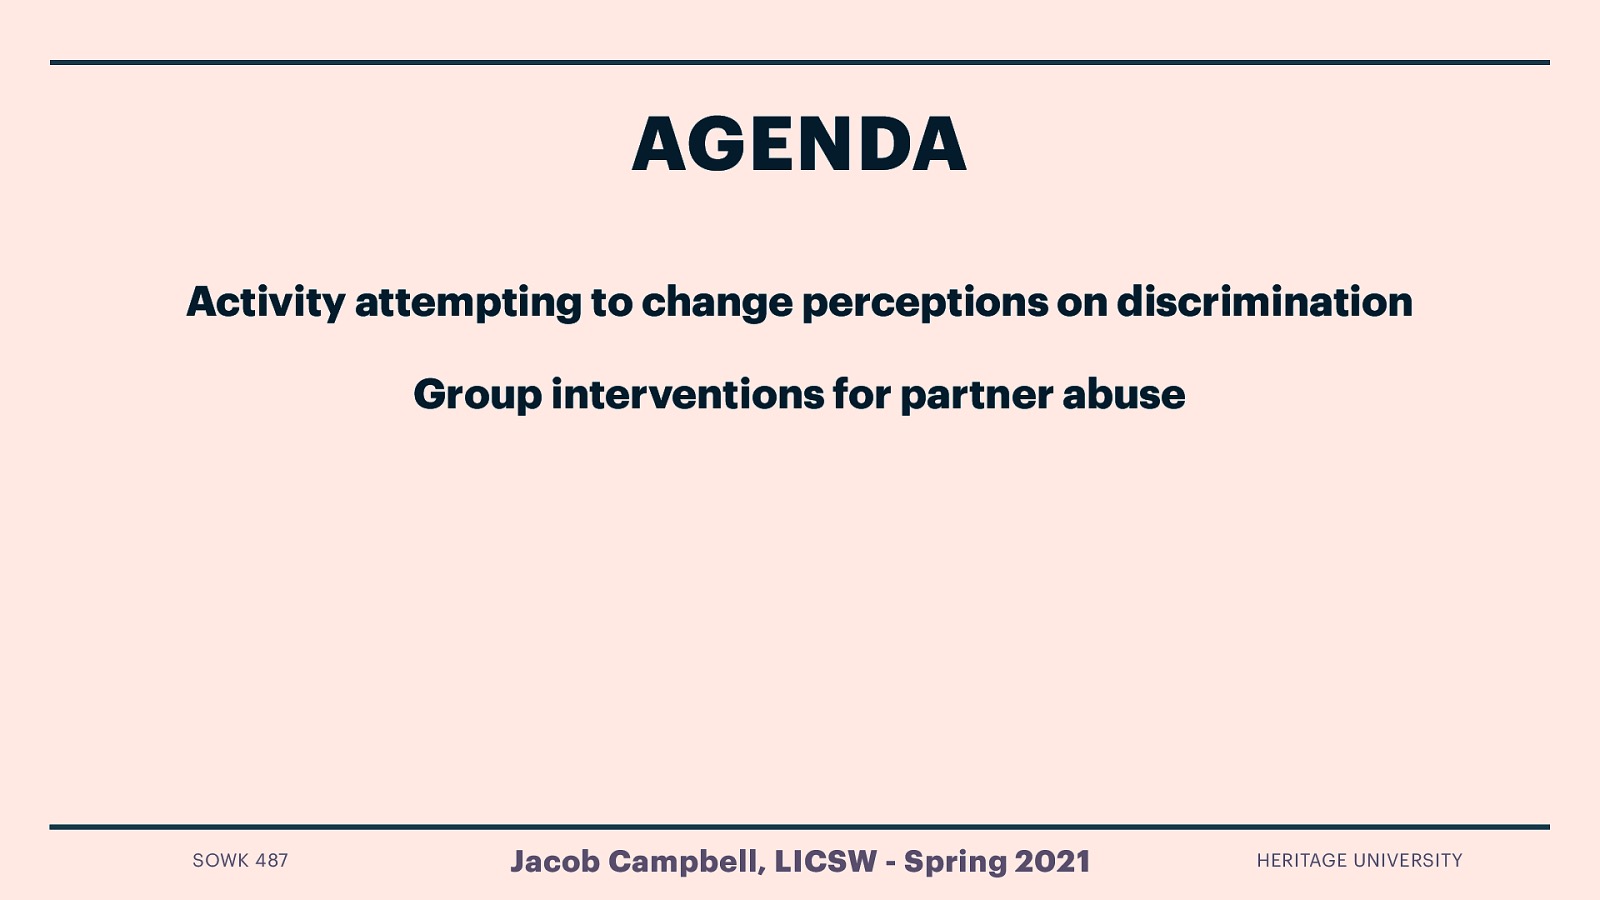 AGENDA
Activity attempting to change perceptions on discrimination
Group interventions for partner abuse
SOWK 487
Jacob Campbell, LICSW - Spring 2021
HERITAGE UNIVERSITY